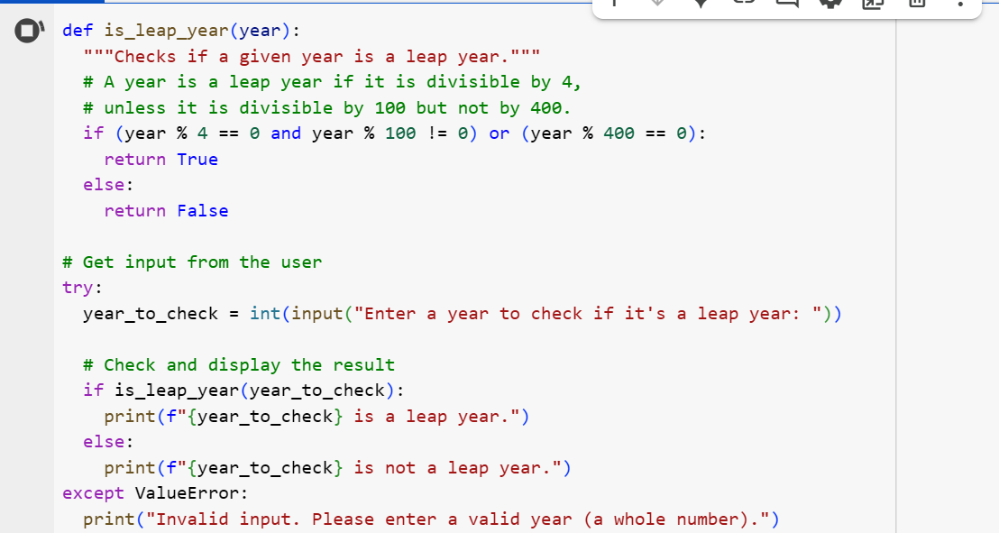 def is_leap_year(year):
  """Checks if a given year is a leap year."""
  # A year is a leap year if it is divisible by 4,
  # unless it is divisible by 100 but not by 400.
  if (year % 4 == 0 and year % 100 != 0) or (year % 400 == 0):
    return True
  else:
    return False

# Get input from the user
try:
  year_to_check = int(input("Enter a year to check if it's a leap year: "))

  # Check and display the result
  if is_leap_year(year_to_check):
    print(f"{year_to_check} is a leap year.")
  else:
    print(f"{year_to_check} is not a leap year.")
except ValueError:
  print("Invalid input. Please enter a valid year (a whole number).")